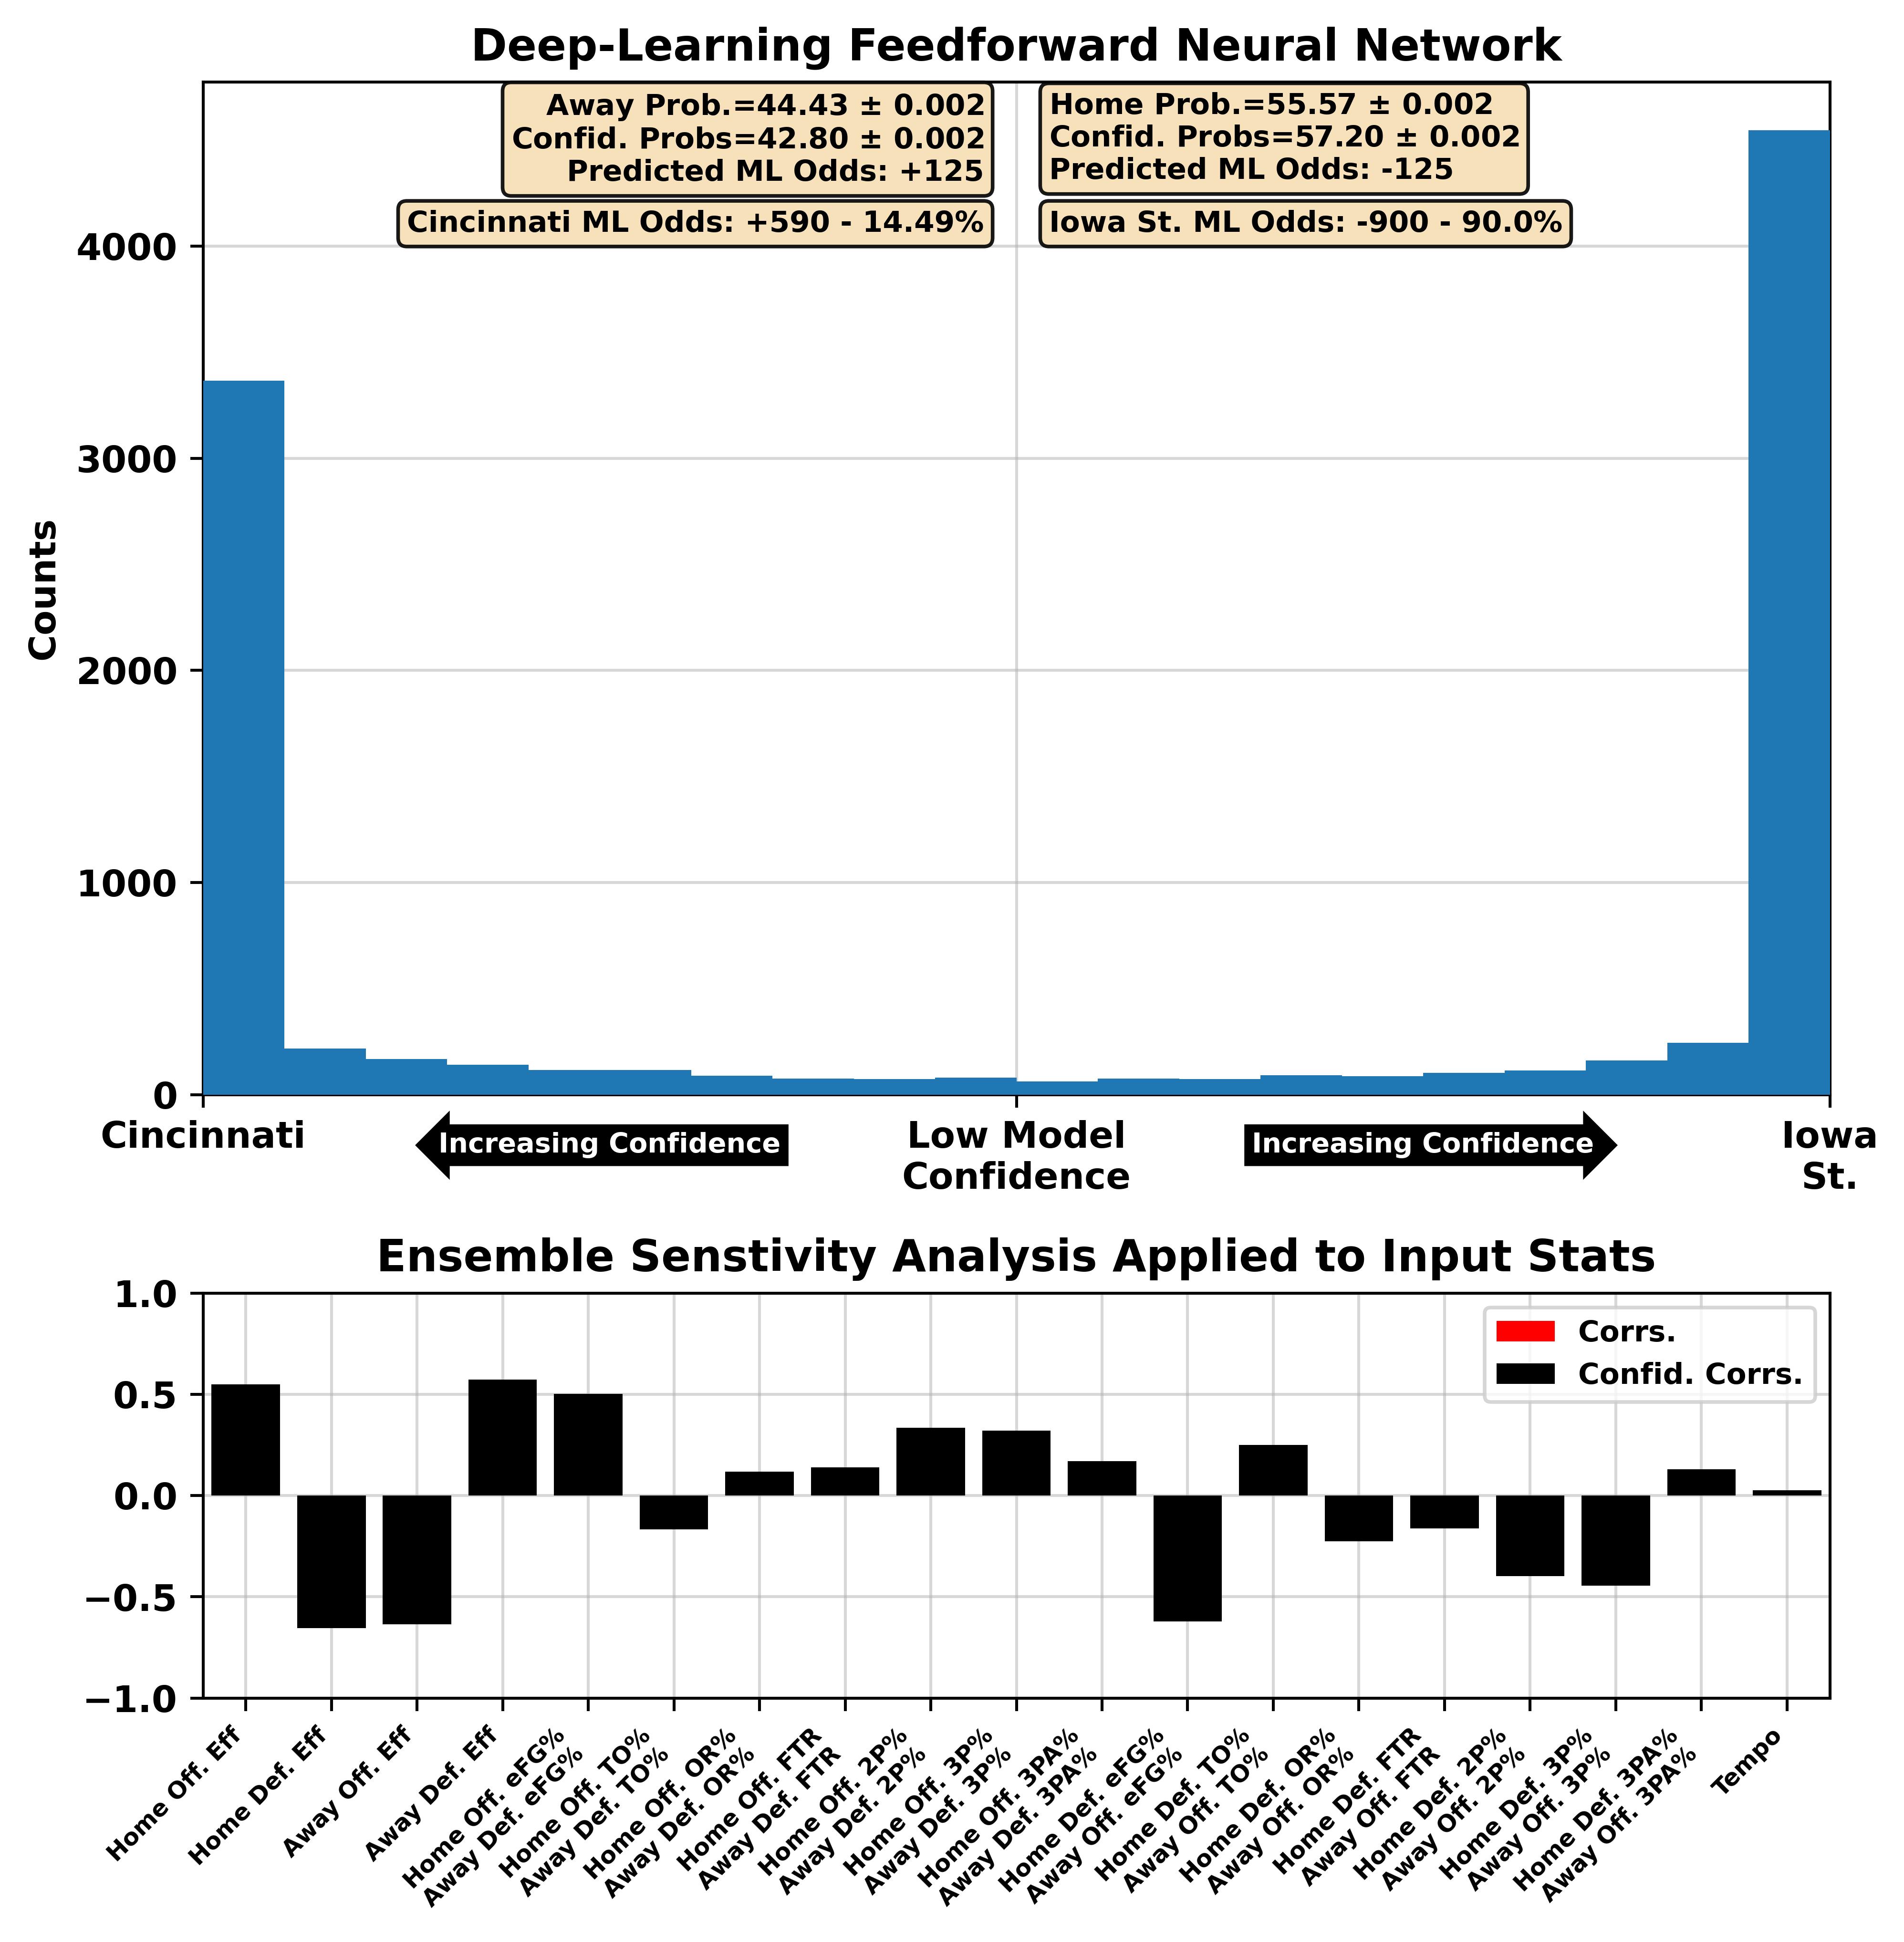 Deep-Learning Feedforward Neural Network
Away Prob.=44.43 ± 0.002
Confid. Probs=42.80 ± 0.002
Predicted ML Odds: +125
Cincinnati ML Odds: +590 - 14.49%
Home Prob.=55.57 ± 0.002
Confid. Probs=57.20 ± 0.002
Predicted ML Odds: -125
Iowa St. ML Odds: -900 - 90.0%
Counts
4000
3000
2000
1000
0
Cincinnati
Increasing Confidence
Low Model
Confidence
Increasing Confidence
Iowa
St.
Ensemble Senstivity Analysis Applied to Input Stats
1.0
0.5
0.0
−0.5
−1.0
Corrs.
Confid. Corrs.
Home Off. Eff
Home Def. Eff
Away Off. Eff
Away Def. Eff
Home Off. eFG%
Away Def. eFG%
Home Off. TO%
Away Def. TO%
Home Off. OR%
Away Def. OR%
Home Off. FTR
Away Def. FTR
Home Off. 2P%
Away Def. 2P%
Home Off. 3P%
Away Def. 3P%
Home Off. 3PA%
Away Def. 3PA%
Home Def. eFG%
Away Off. eFG%
Home Def. TO%
Away Off. TO%
Home Def. OR%
Away Off. OR%
Home Def. FTR
Away Off. FTR
Home Def. 2P%
Away Off. 2P%
Home Def. 3P%
Away Off. 3P%
Home Def. 3PA%
Away Off. 3PA%
Tempo